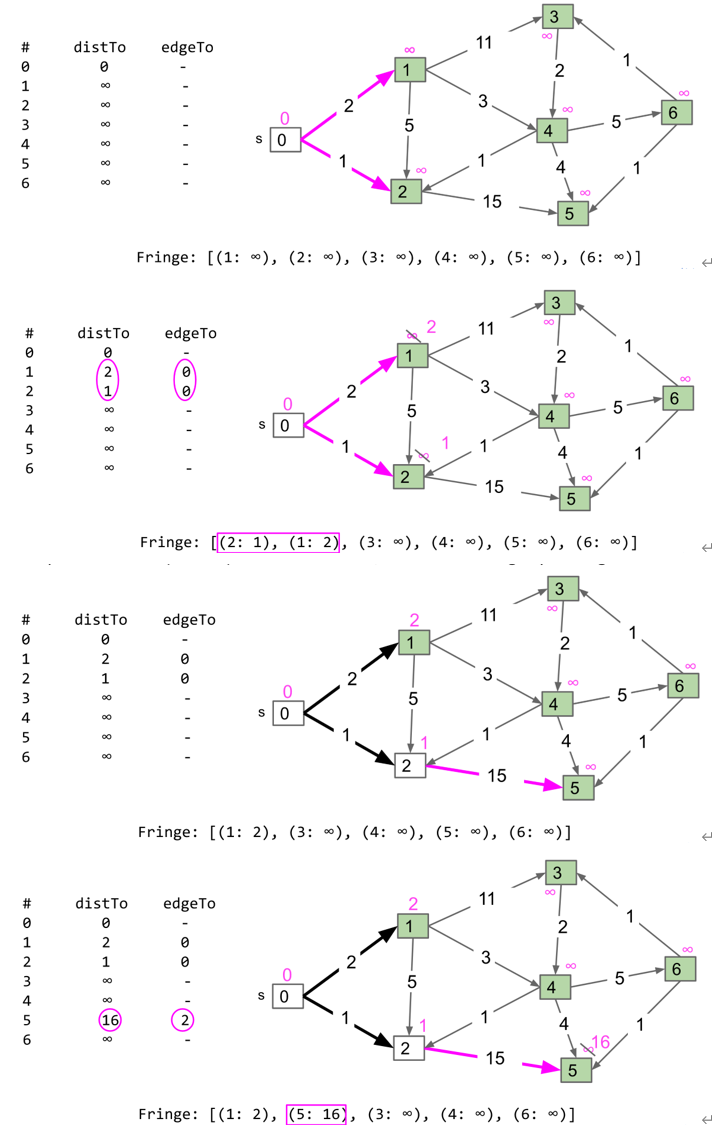 # distTo edgeTo
0 0 -
1 ∞ -
2 ∞ -
3 ∞ -
4 ∞ -
5 ∞ -
6 ∞ -
s 0 0
∞ 1
∞ 2
∞ 3
∞ 4
∞ 5
∞ 6
2
1
11
3
5
1
15
2
5
4
1
1
Fringe: [(1: ∞), (2: ∞), (3: ∞), (4: ∞), (5: ∞), (6: ∞)]
# distTo edgeTo
0 0 -
1 2 0
2 1 0
3 ∞ -
4 ∞ -
5 ∞ -
6 ∞ -
s 0 0
∞ 2 1
∞ 1 2
∞ 3
∞ 4
∞ 5
∞ 6
2
1
11
3
5
1
15
2
5
4
1
1
Fringe: [(2: 1), (1: 2), (3: ∞), (4: ∞), (5: ∞), (6: ∞)]
# distTo edgeTo
0 0 -
1 2 0
2 1 0
3 ∞ -
4 ∞ -
5 ∞ -
6 ∞ -
s 0 0
2 1
1 2
∞ 3
∞ 4
∞ 5
∞ 6
2
1
11
3
5
1
15
2
5
4
1
1
Fringe: [(1: 2), (3: ∞), (4: ∞), (5: ∞), (6: ∞)]
# distTo edgeTo
0 0 -
1 2 0
2 1 0
3 ∞ -
4 ∞ -
5 16 2
6 ∞ -
s 0 0
2 1
1 2
∞ 3
∞ 4
∞ 16 5
∞ 6
2
1
11
3
5
1
15
2
5
4
1
1
Fringe: [(1: 2), (5: 16), (3: ∞), (4: ∞), (6: ∞)]